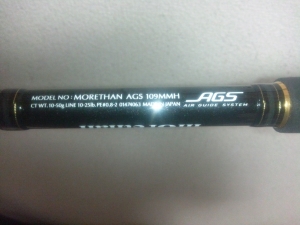 MODEL NO : MORETHAN AGS 109MMH
CT WT. 10-50g LINE 10-25lb. PE#0.8-2 01474063 MADE IN JAPAN
AGS
AIR GUIDE SYSTEM